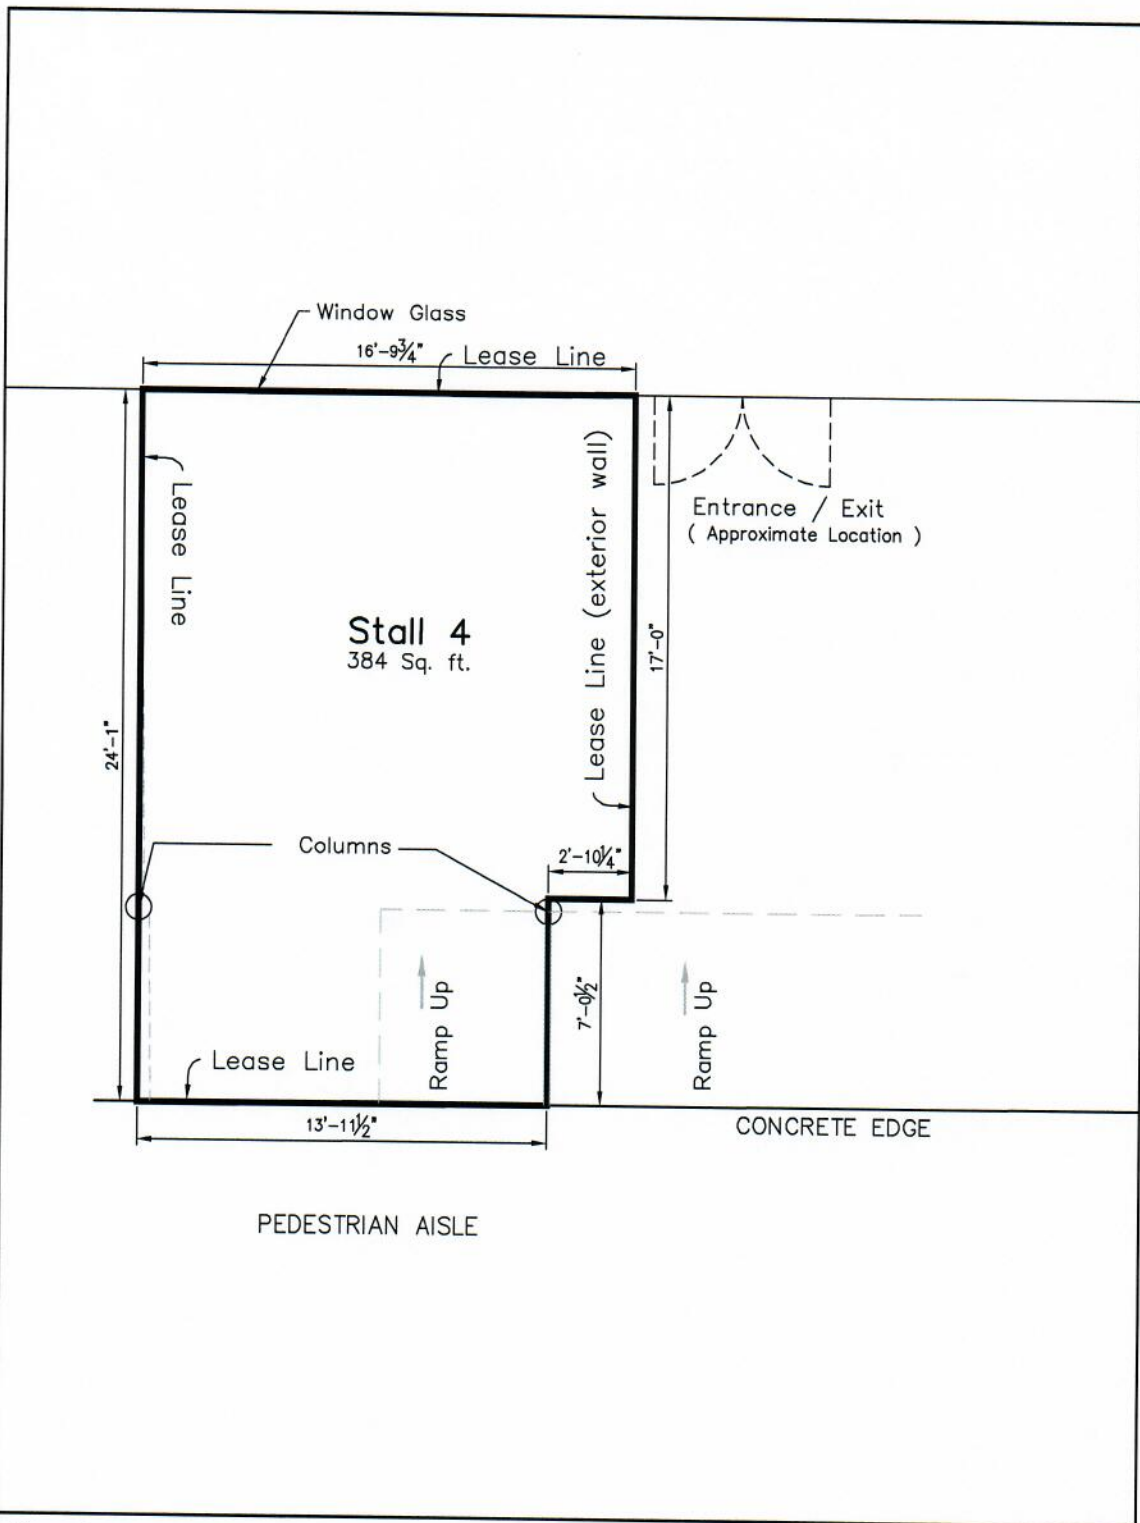 Window Glass
16'-9¾"
Lease Line
Lease Line
Lease Line (exterior wall)
Entrance / Exit
( Approximate Location )
Stall 4
384 Sq. ft.
17'-0"
24'-1"
Columns
2'-10¼"
7'-0½"
Ramp Up
Ramp Up
Lease Line
13'-11½"
CONCRETE EDGE
PEDESTRIAN AISLE